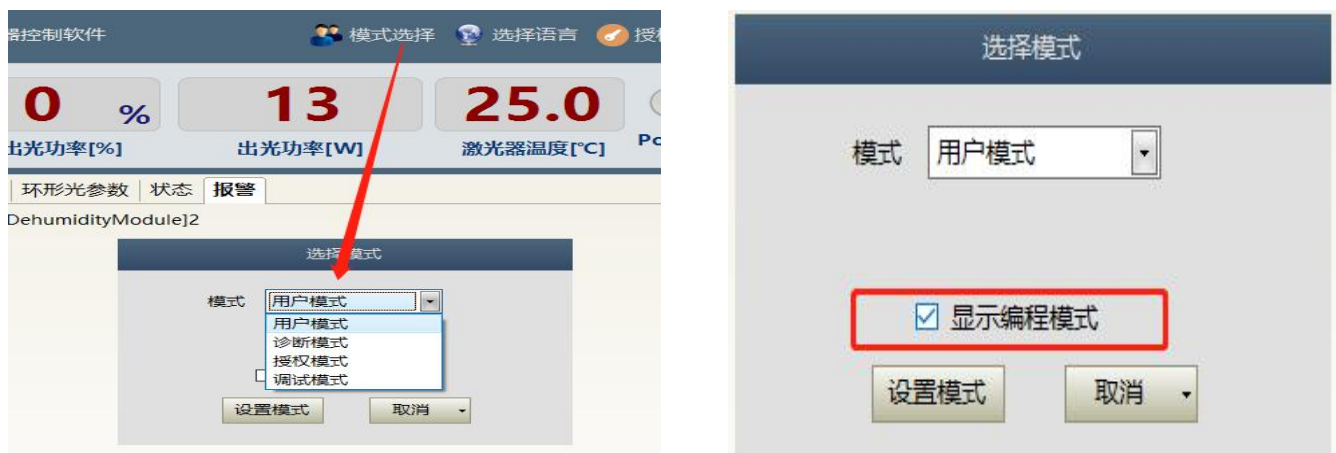 器控制软件 模式选择 选择语言 授权
0 % 13 25.0
出光功率[%] 出光功率[W] 激光器温度[℃] Po
环形光参数 状态 报警
DehumidityModule]2
选择模式
模式 用户模式
用户模式
诊断模式
授权模式
调试模式
设置模式 取消
选择模式
模式 用户模式
显示编程模式
设置模式 取消